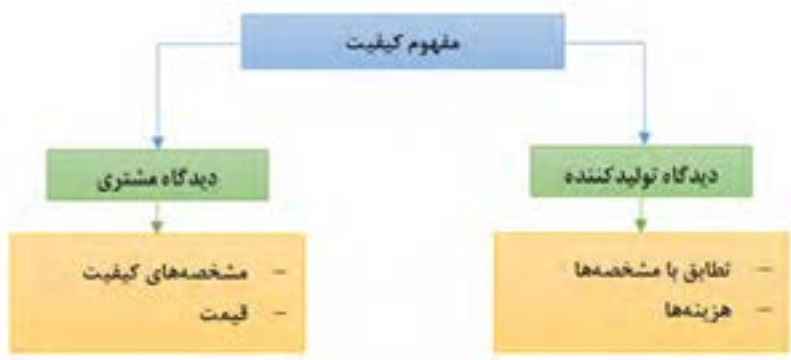 مفهوم کیفیت
دیدگاه تولیدکننده
- تطابق با مشخصه‌ها
- هزینه‌ها
دیدگاه مشتری
- مشخصه‌های کیفیت
- قیمت